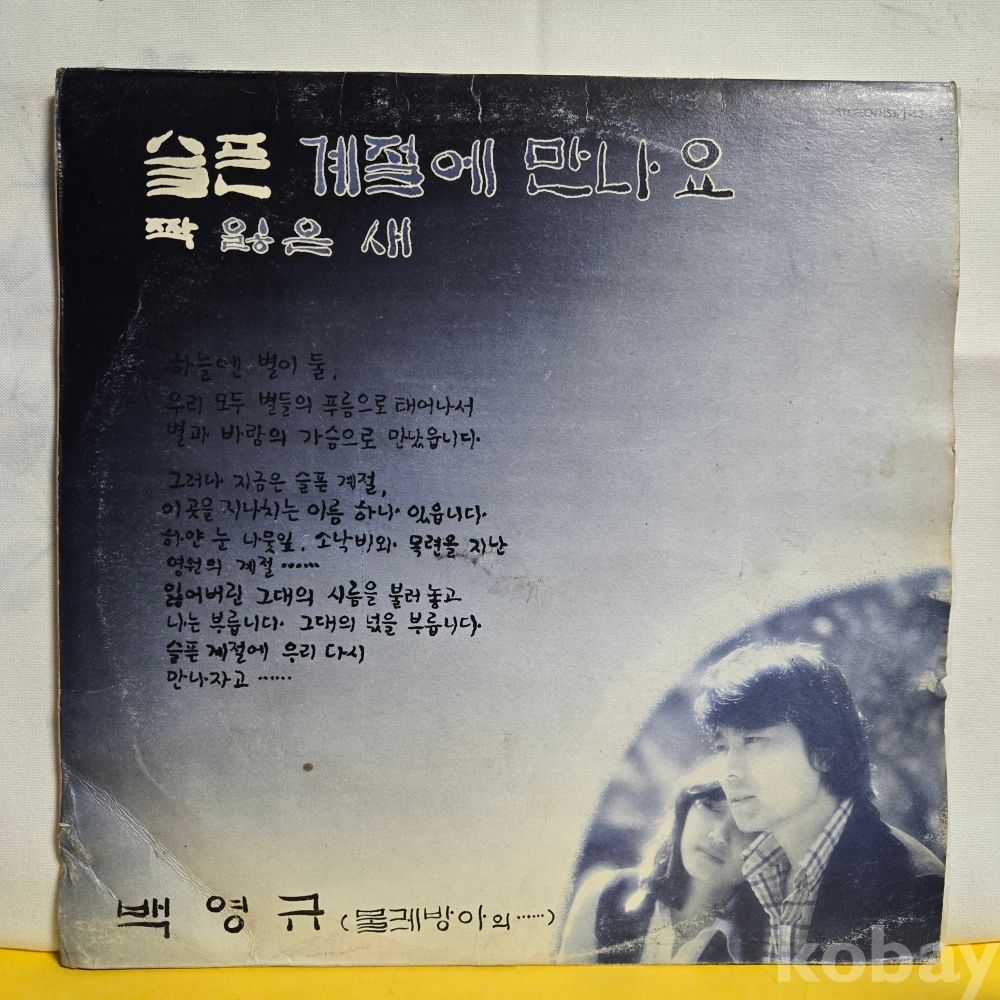 슬픈 계절에 만나요
짝 잃은 새
하늘엔 별이 둘,
우리 모두 별들의 푸름으로 태어나서
별과 바람의 가슴으로 만났읍니다.
그러나 지금은 슬픈 계절,
이 곳을 지나치는 이름 하나 있읍니다.
하얀 눈 나뭇잎, 소낙비와 목련을 지난
영원의 계절 ……
잃어버린 그대의 시름을 불러 놓고
나는 부릅니다. 그대의 넋을 부릅니다.
슬픈 계절에 우리 다시
만나자고 ……
백영규 (물레방아의 ……)
kobay